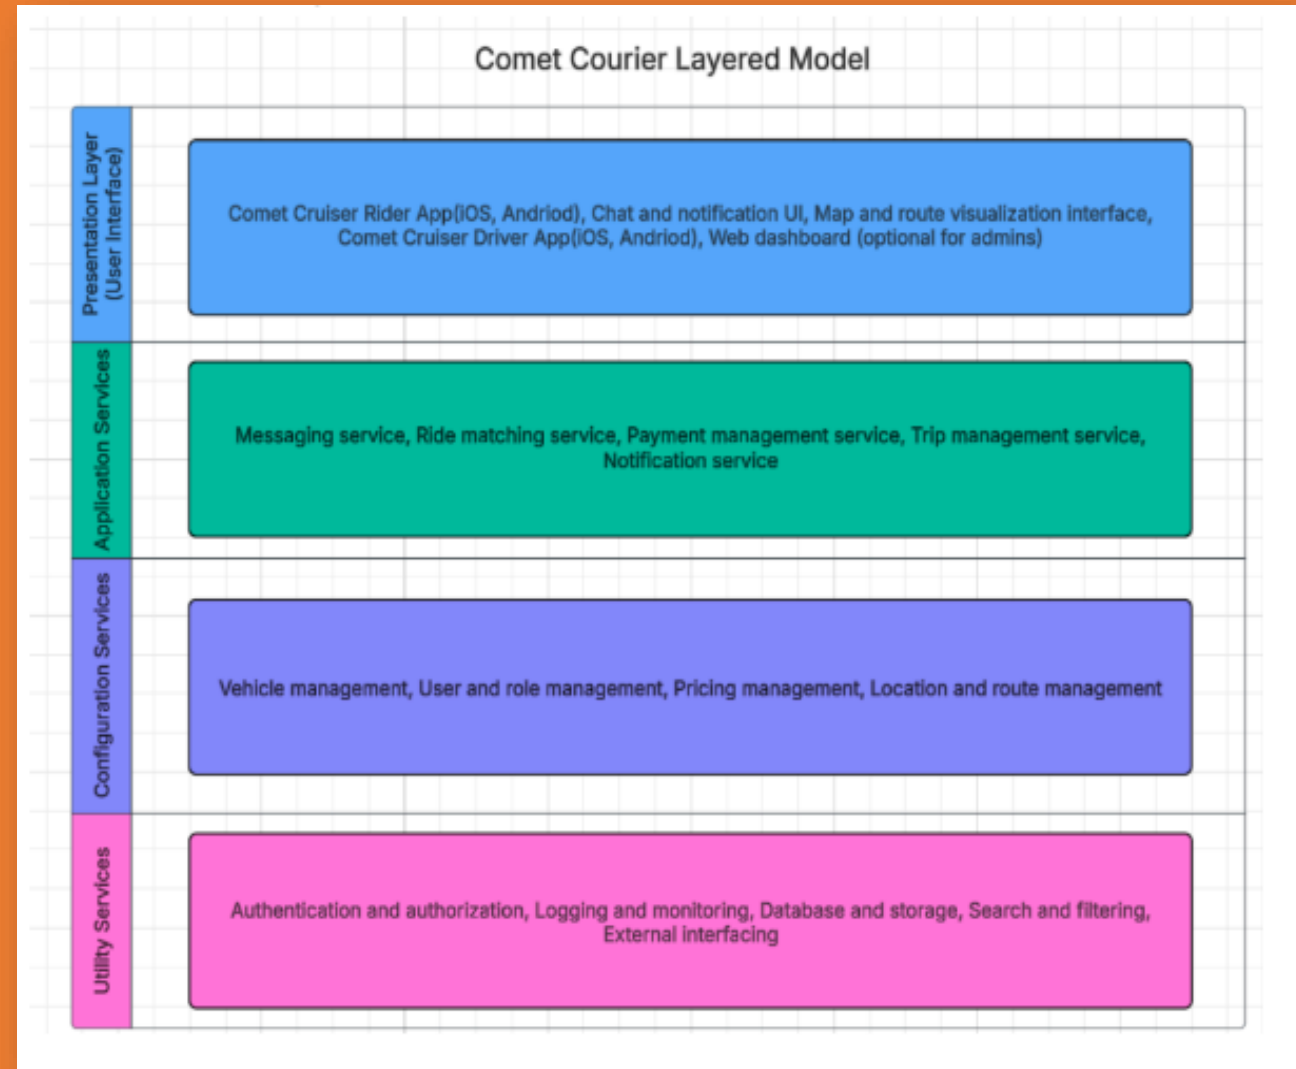 Comet Courier Layered Model
Presentation Layer
(User Interface)
Comet Cruiser Rider App(iOS, Andriod), Chat and notification UI, Map and route visualization interface,
Comet Cruiser Driver App(iOS, Andriod), Web dashboard (optional for admins)
Application Services
Messaging service, Ride matching service, Payment management service, Trip management service,
Notification service
Configuration Services
Vehicle management, User and role management, Pricing management, Location and route management
Utility Services
Authentication and authorization, Logging and monitoring, Database and storage, Search and filtering,
External interfacing